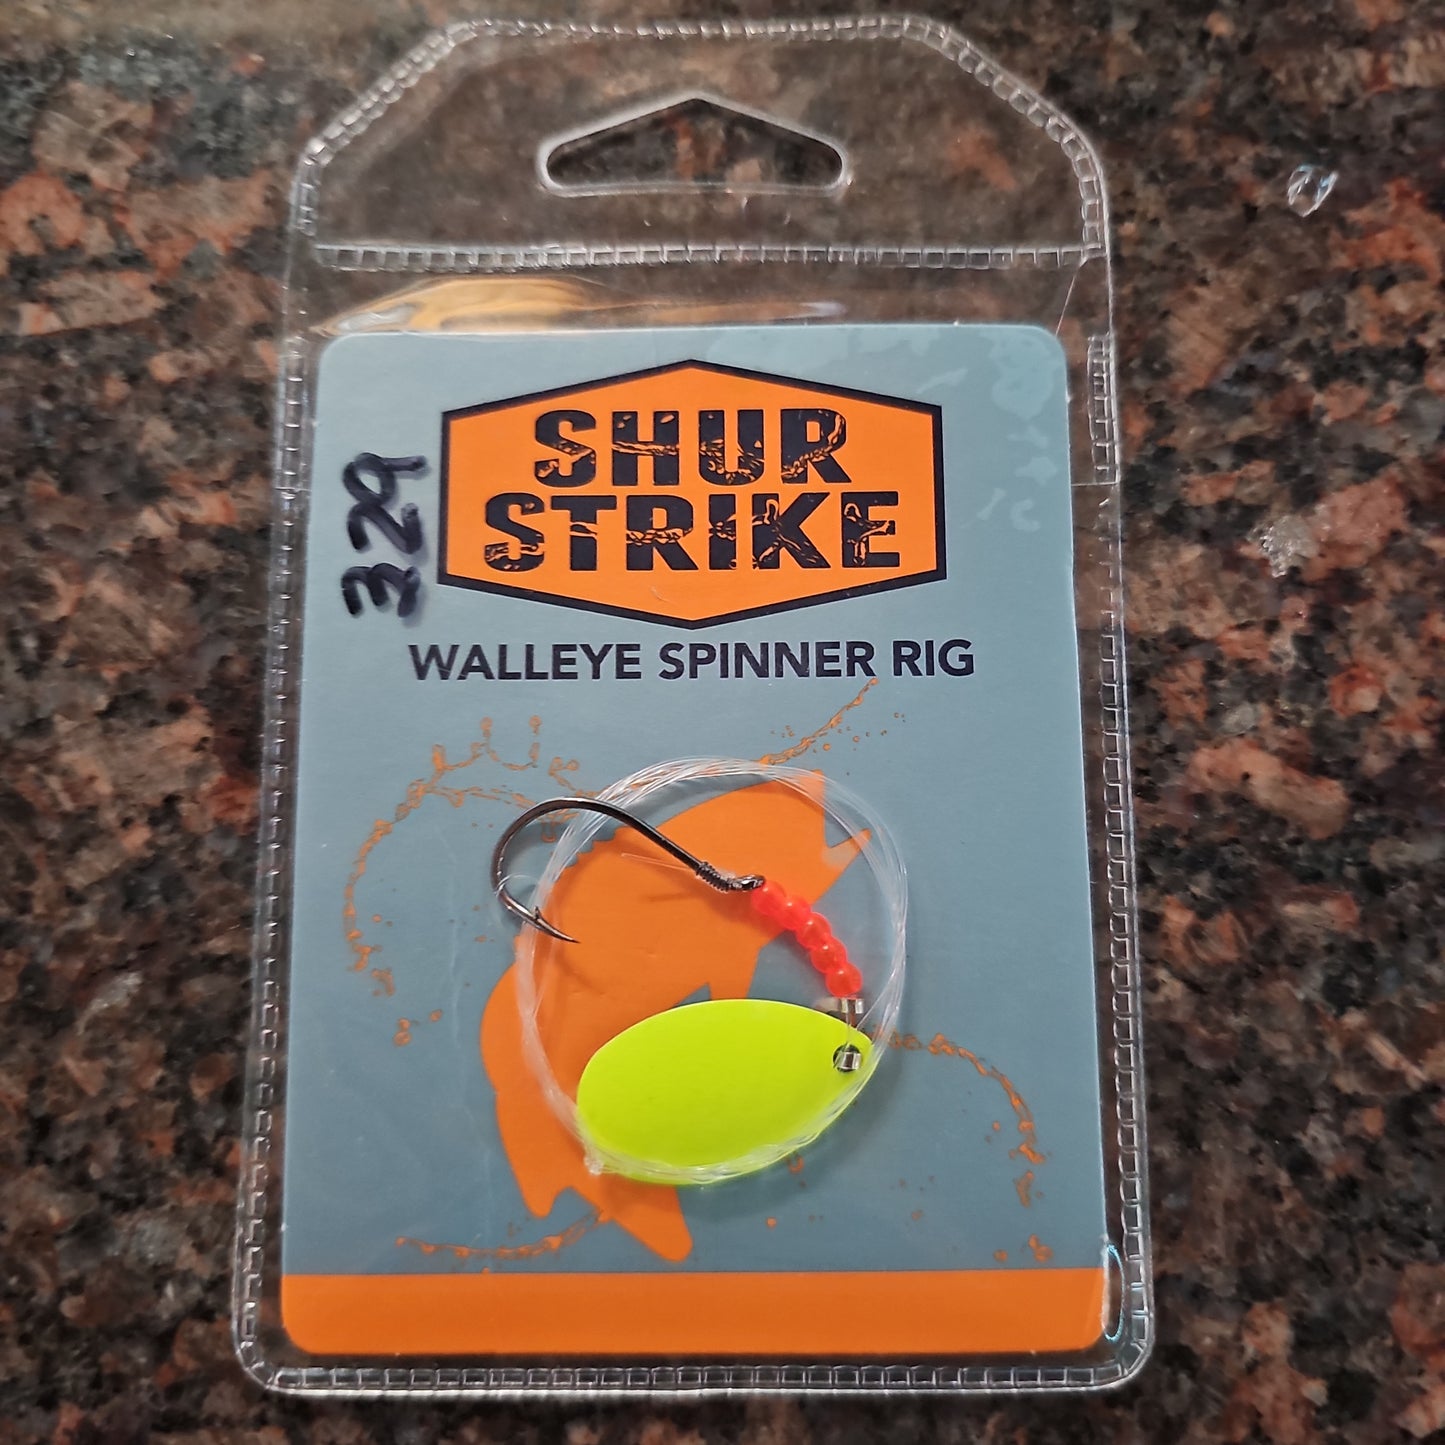 SHUR
STRIKE
WALLEYE SPINNER RIG
329